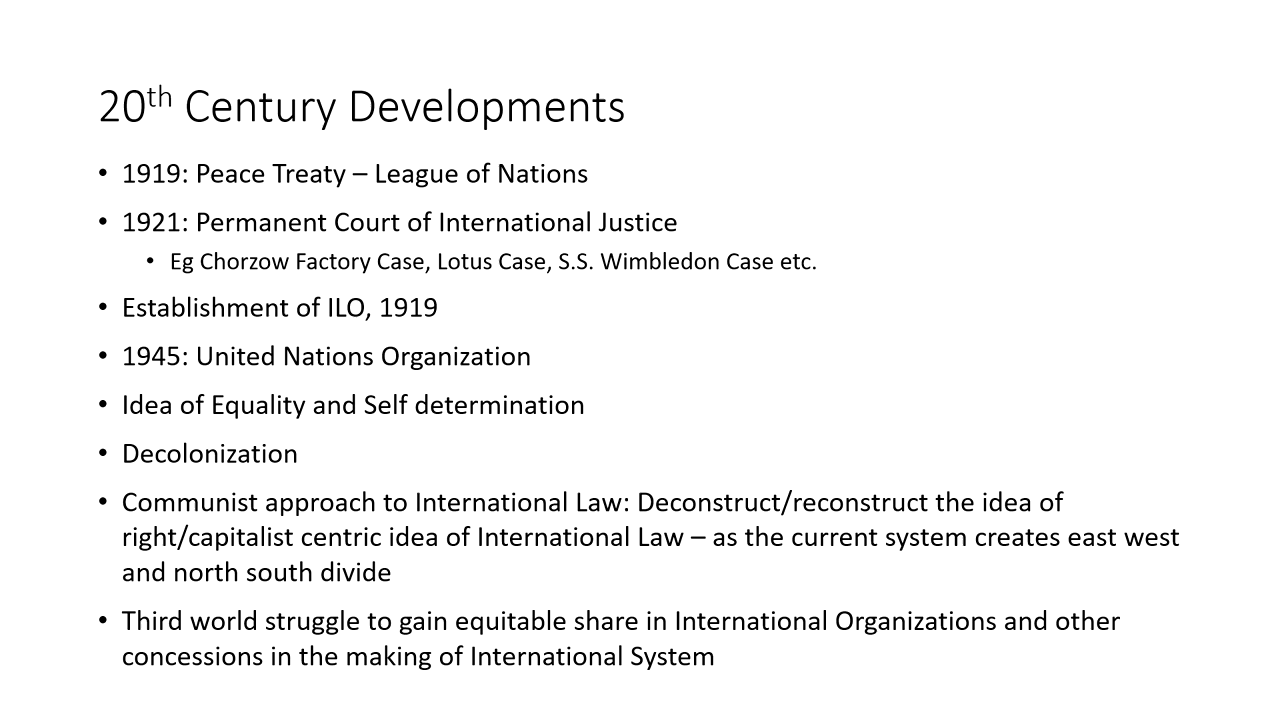 20th Century Developments
• 1919: Peace Treaty – League of Nations
• 1921: Permanent Court of International Justice
• Eg Chorzow Factory Case, Lotus Case, S.S. Wimbledon Case etc.
• Establishment of ILO, 1919
• 1945: United Nations Organization
• Idea of Equality and Self determination
• Decolonization
• Communist approach to International Law: Deconstruct/reconstruct the idea of
right/capitalist centric idea of International Law – as the current system creates east west
and north south divide
• Third world struggle to gain equitable share in International Organizations and other
concessions in the making of International System